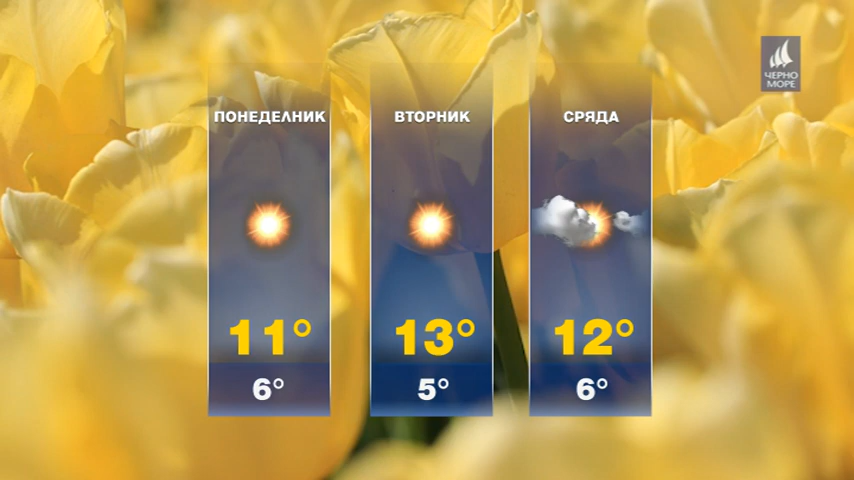 ЧЕРНО
МОРЕ
ПОНЕДЕЛНИК
11°
6°
ВТОРНИК
13°
5°
СРЯДА
12°
6°